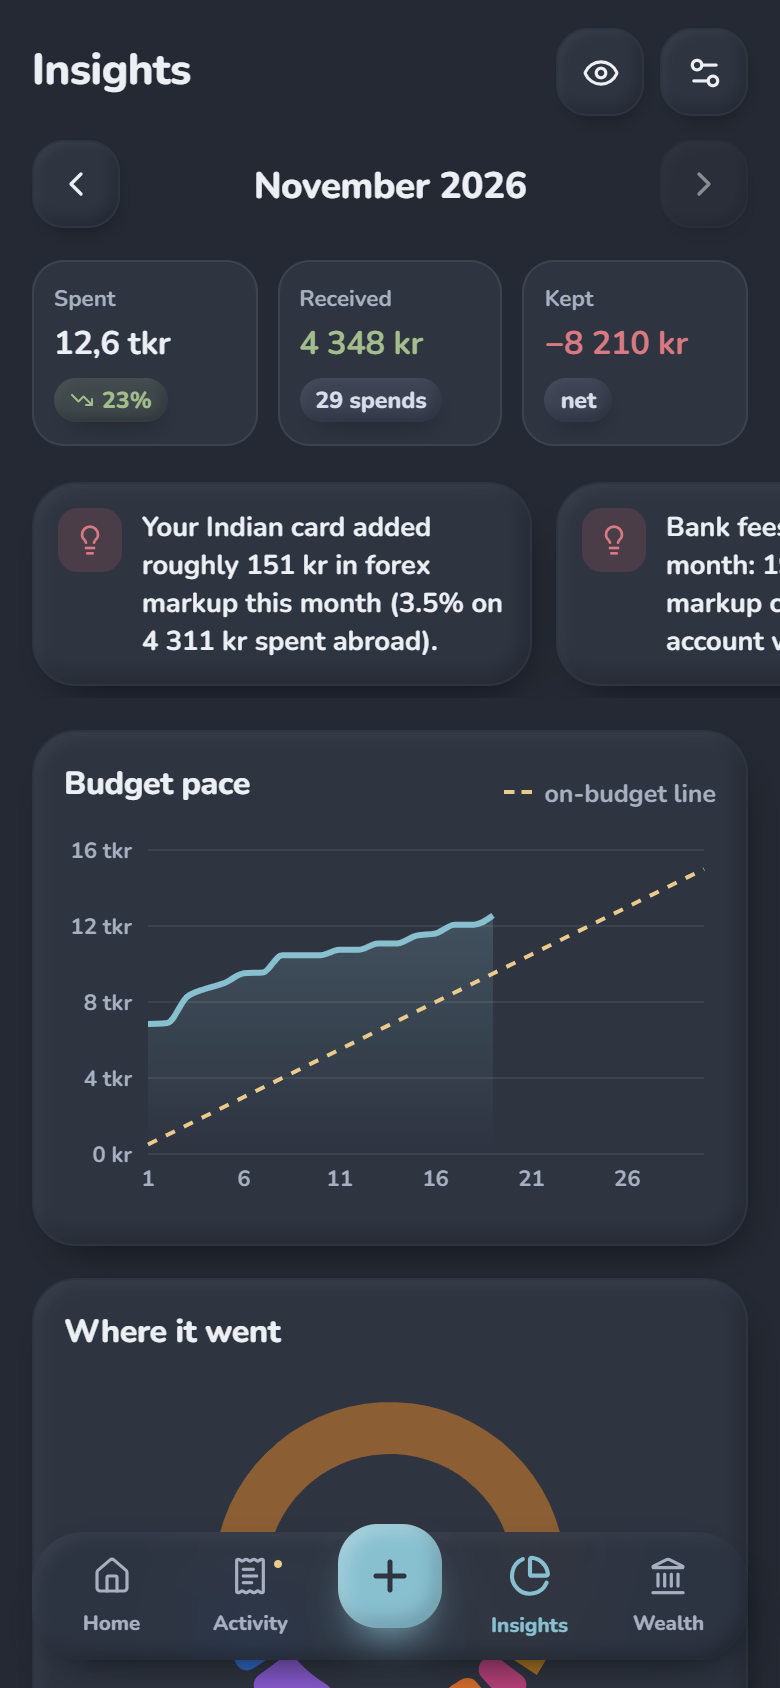 Insights
November 2026
Spent
12,6 tkr
23%
Received
4 348 kr
29 spends
Kept
−8 210 kr
net
Your Indian card added
roughly 151 kr in forex
markup this month (3.5% on
4 311 kr spent abroad).
Bank fees
month:
markup
account
Budget pace
on-budget line
16 tkr
12 tkr
8 tkr
4 tkr
0 kr
1 6 11 16 21 26
Where it went
Home
Activity
Insights
Wealth